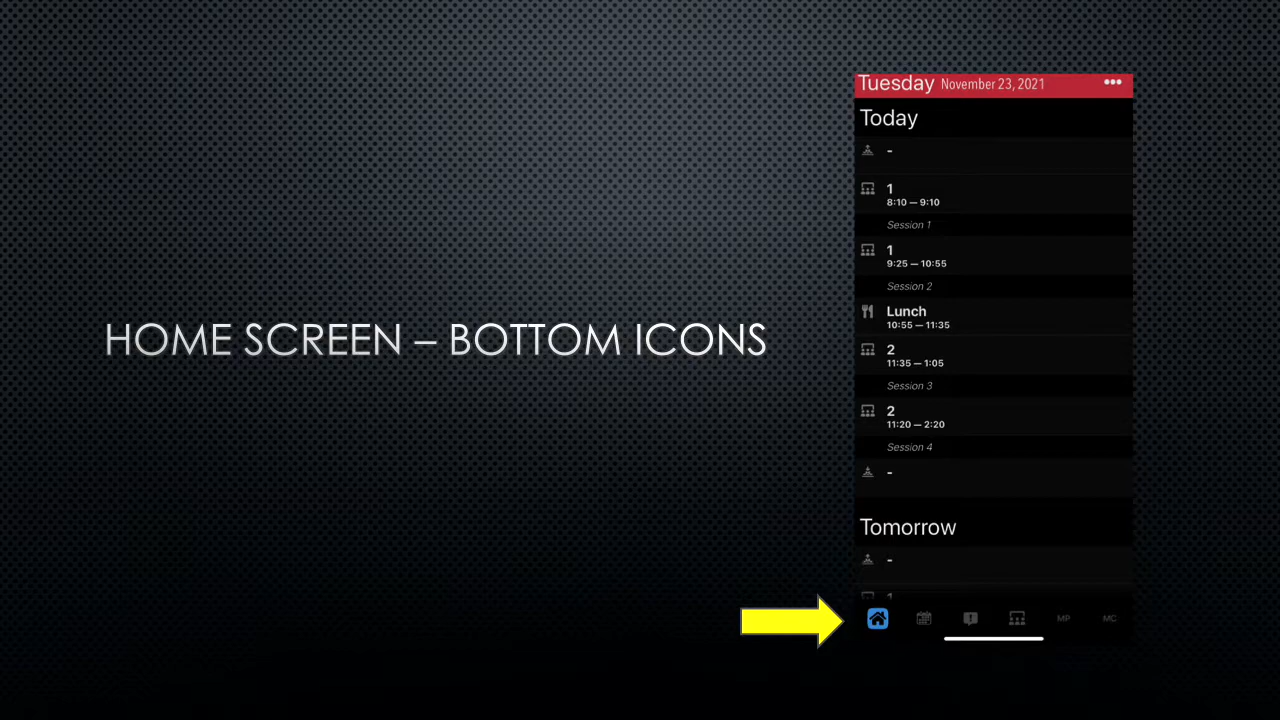 HOME SCREEN – BOTTOM ICONS
Tuesday November 23, 2021
Today
-
1
8:10 — 9:10
Session 1
1
9:25 — 10:55
Session 2
Lunch
10:55 — 11:35
2
11:35 — 1:05
Session 3
2
11:20 — 2:20
Session 4
-
Tomorrow
-
1
MP
MC